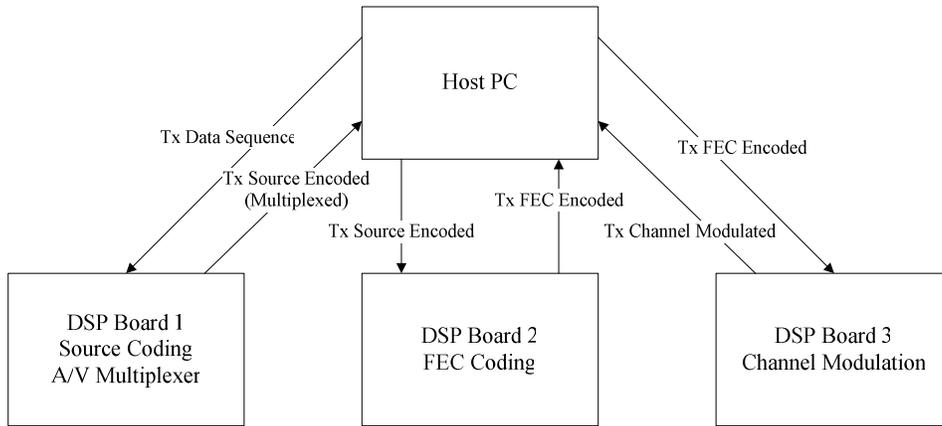 Host PC
Tx Data Sequence
Tx FEC Encoded
Tx Source Encoded
(Multiplexed)
Tx FEC Encoded
Tx Source Encoded
Tx Channel Modulated
DSP Board 1
Source Coding
A/V Multiplexer
DSP Board 2
FEC Coding
DSP Board 3
Channel Modulation